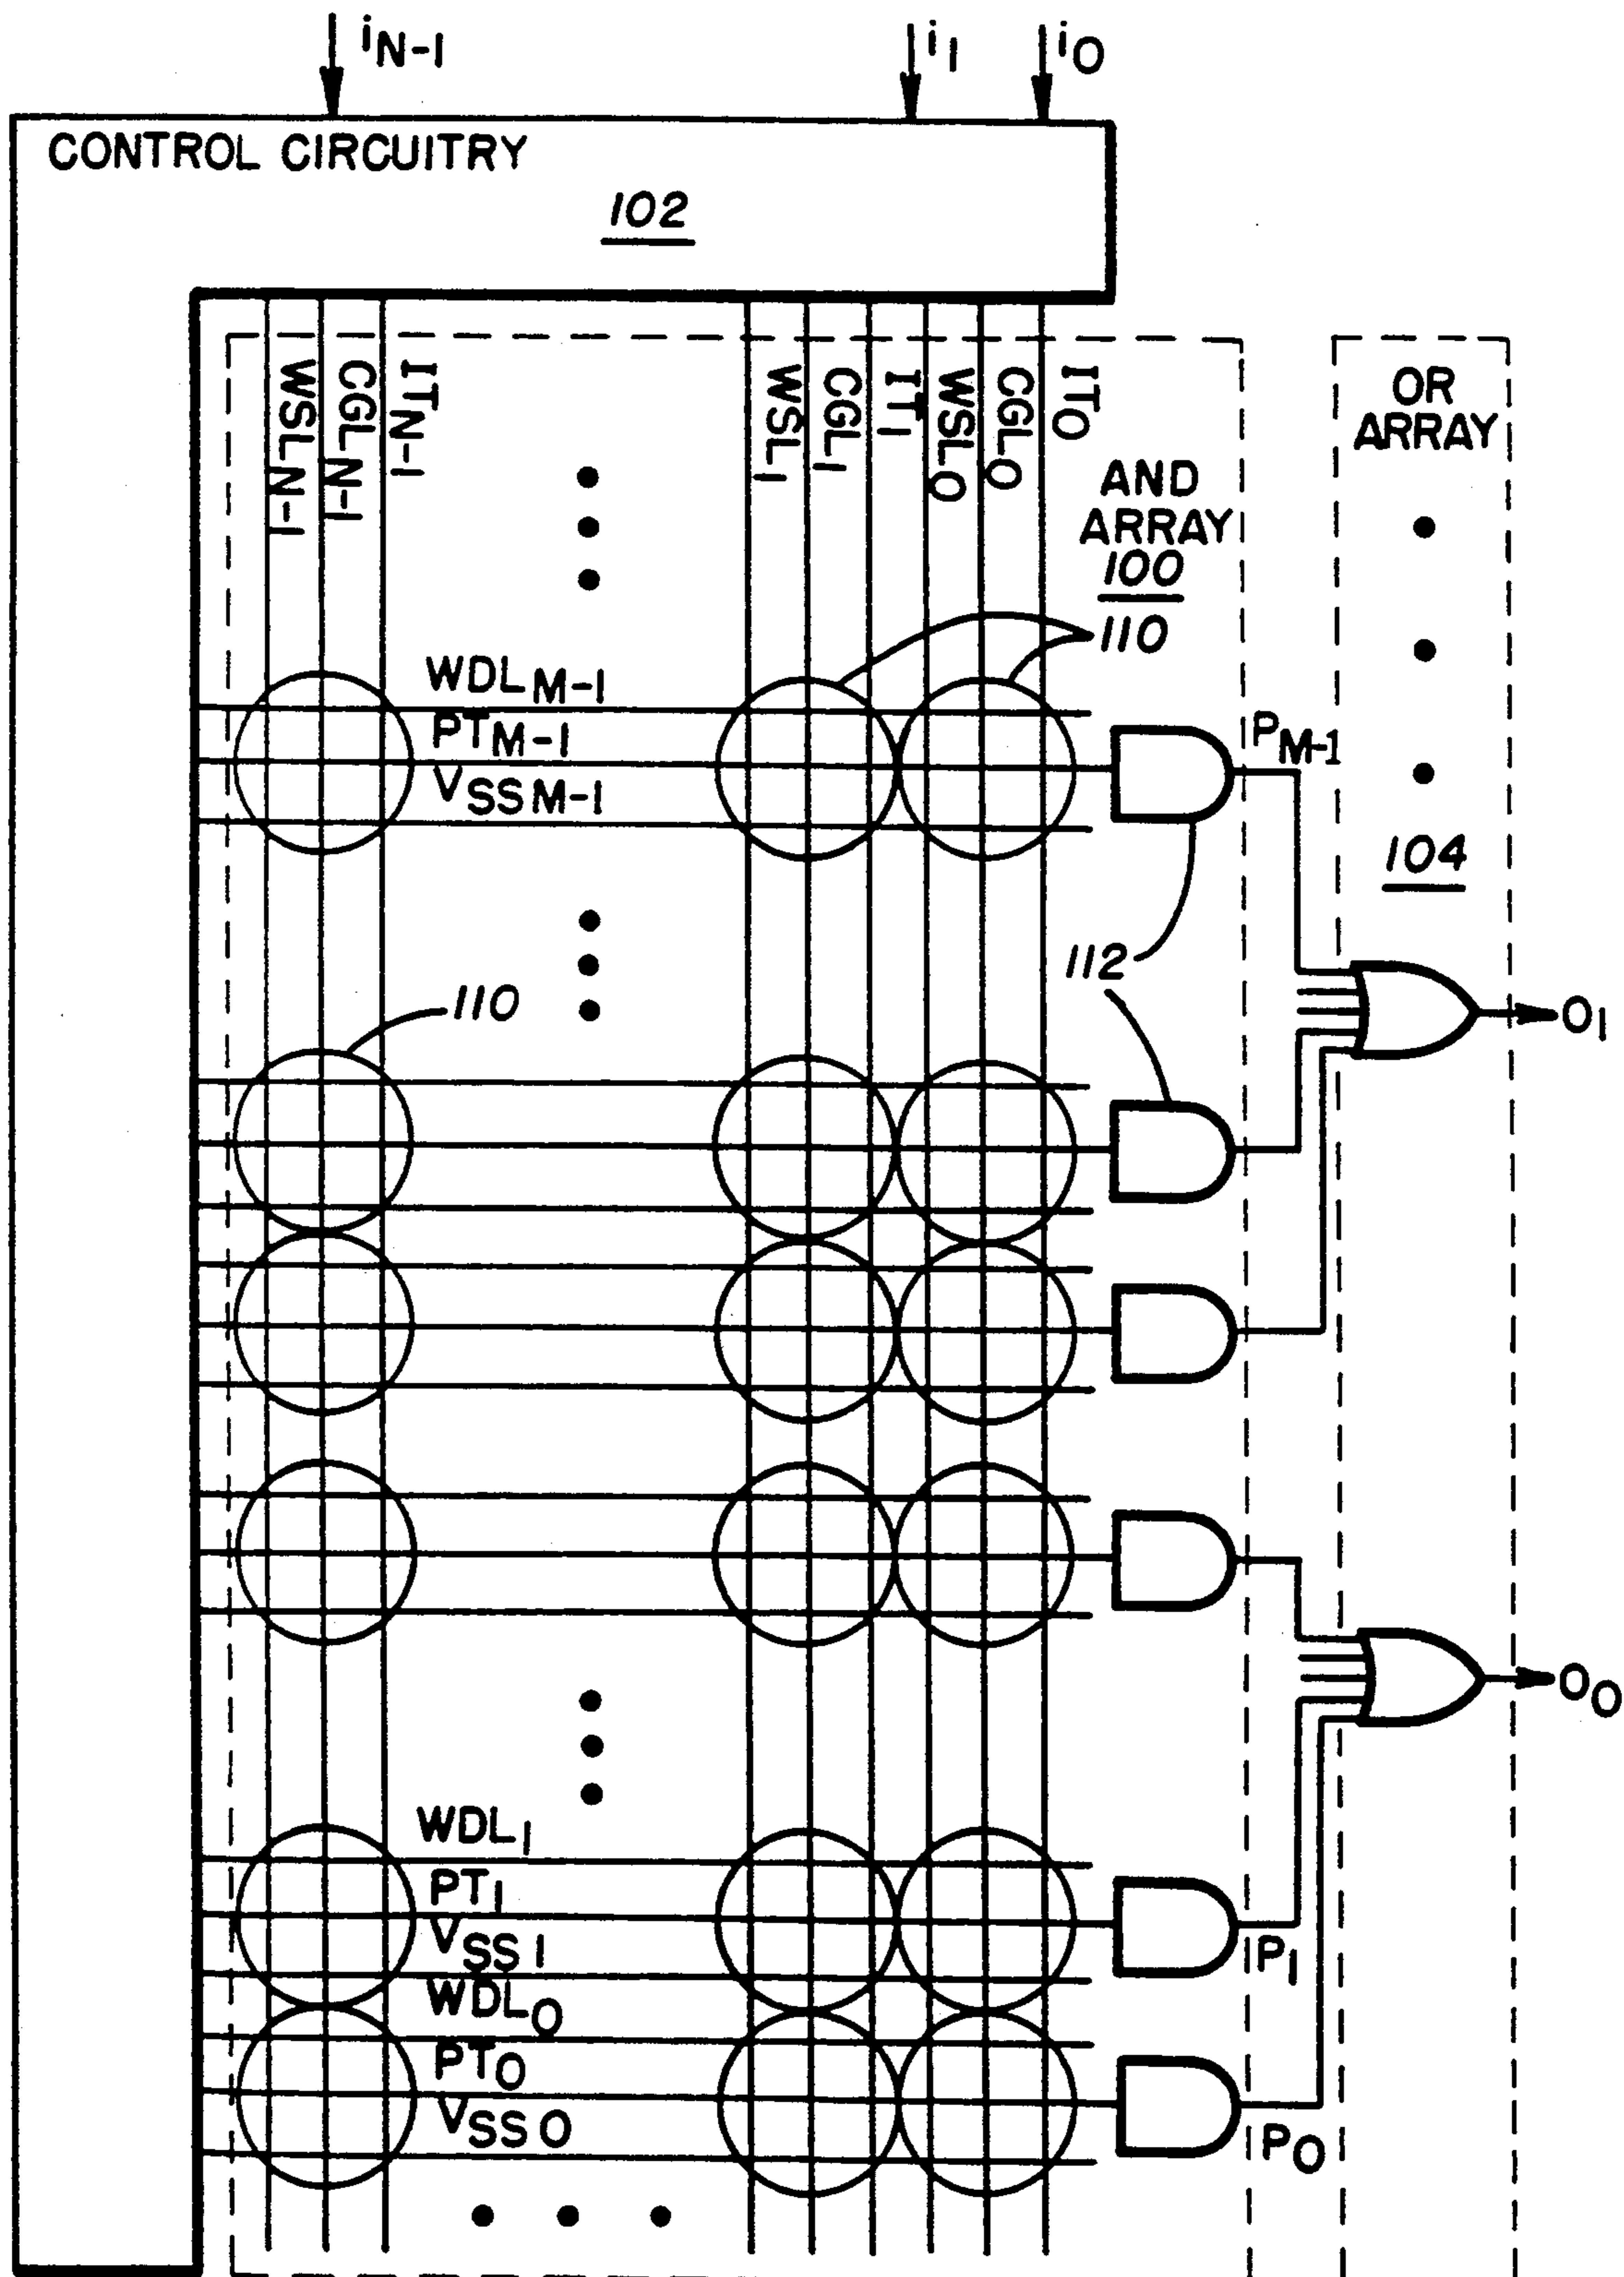 iN-1 i1 i0
CONTROL CIRCUITRY
102
WSLN-1 CGLN-1 ITN-1 WSL1 CGL1 IT1 WSL0 CGL0 IT0
OR
ARRAY
AND
ARRAY
100
110
WDLM-1
PTM-1
VSSM-1
PM-1
104
112
110
O1
O0
WDL1
PT1
VSS1
P1
WDL0
PT0
VSS0
P0